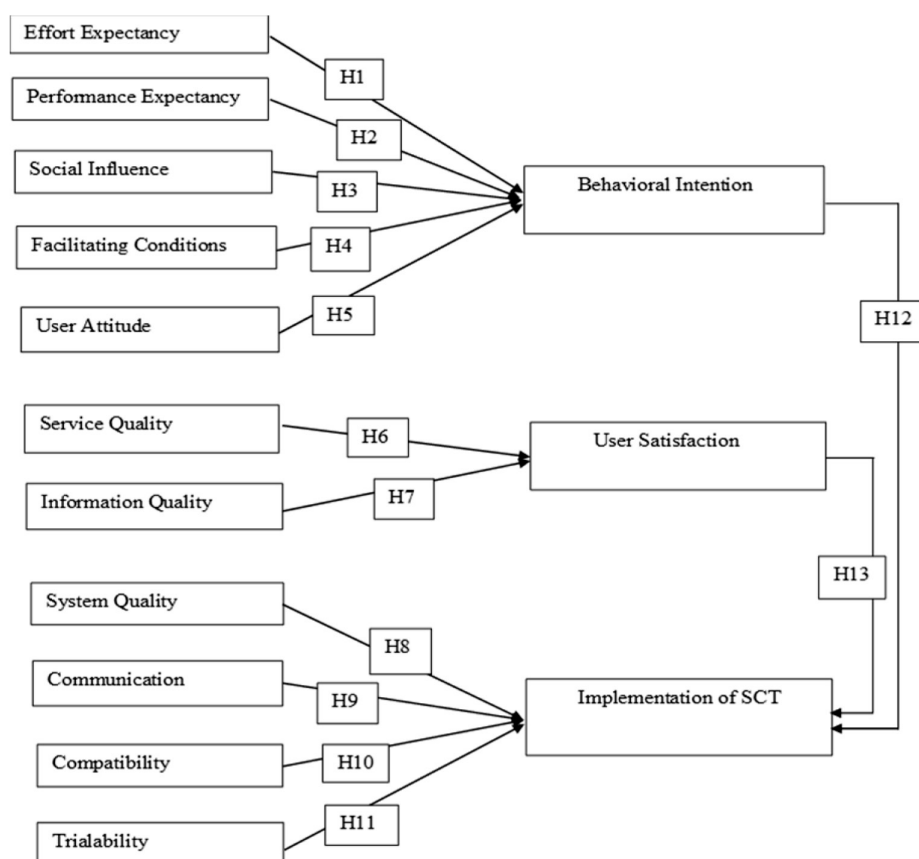 Effort Expectancy
H1
Performance Expectancy
H2
Social Influence
H3
Behavioral Intention
Facilitating Conditions
H4
User Attitude
H5
H12
Service Quality
H6
User Satisfaction
Information Quality
H7
H13
System Quality
H8
Communication
H9
Implementation of SCT
Compatibility
H10
Trialability
H11